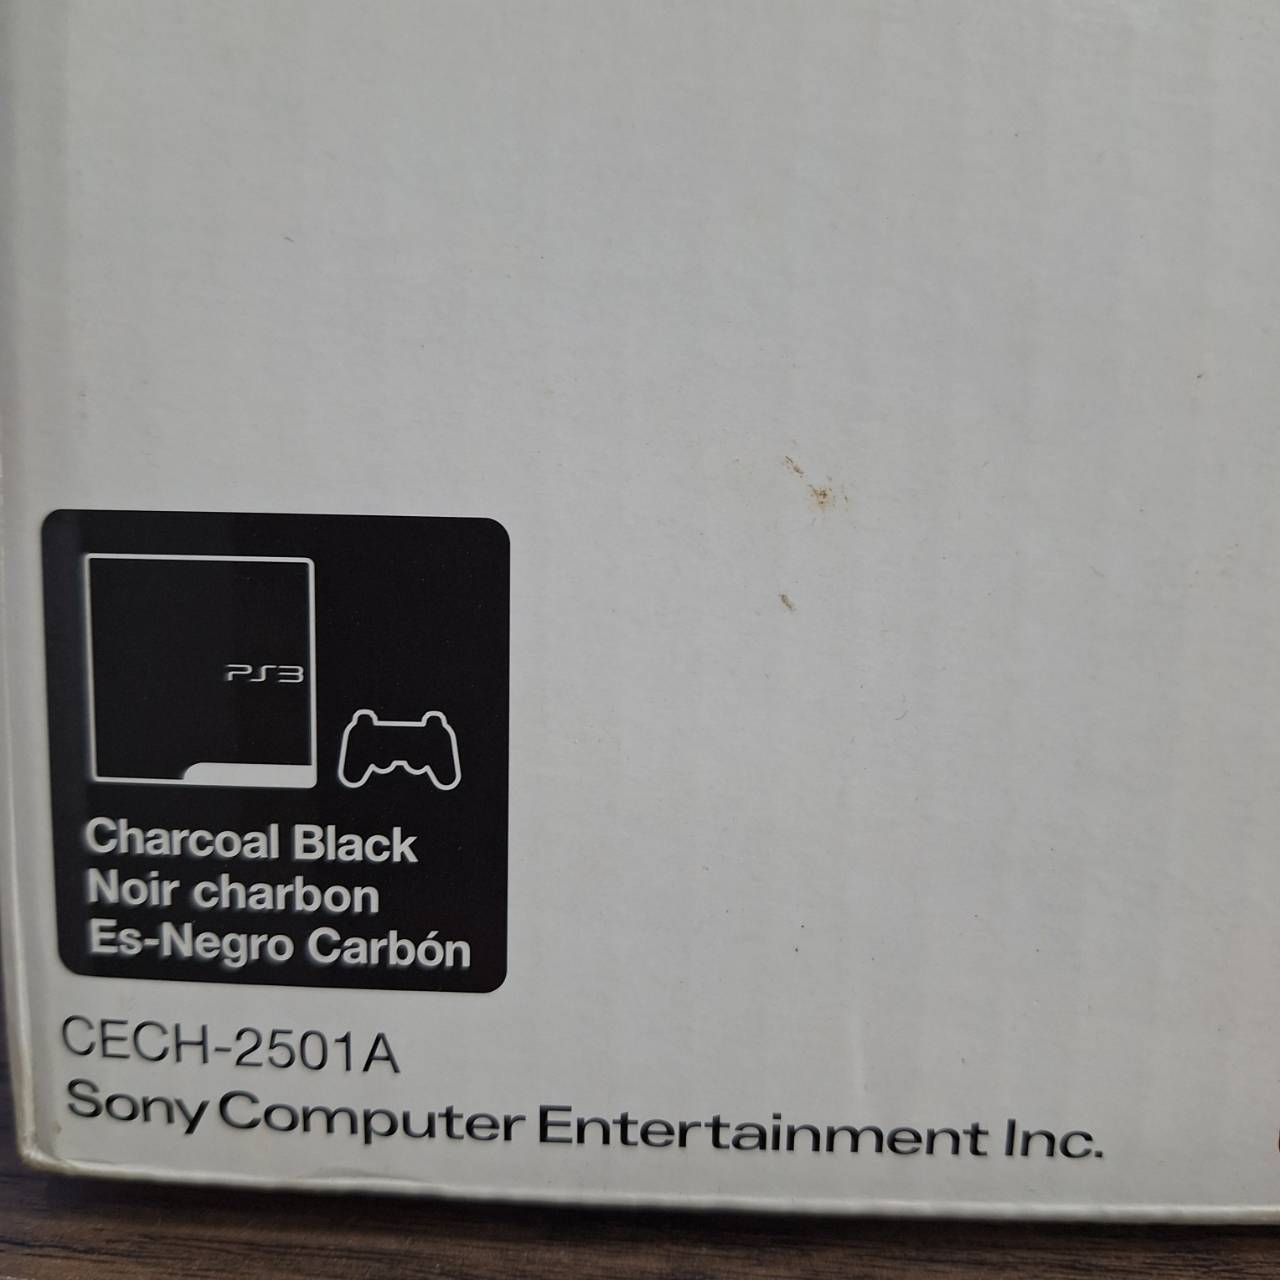 PS3
Charcoal Black
Noir charbon
Es-Negro Carbón
CECH-2501A
Sony Computer Entertainment Inc.